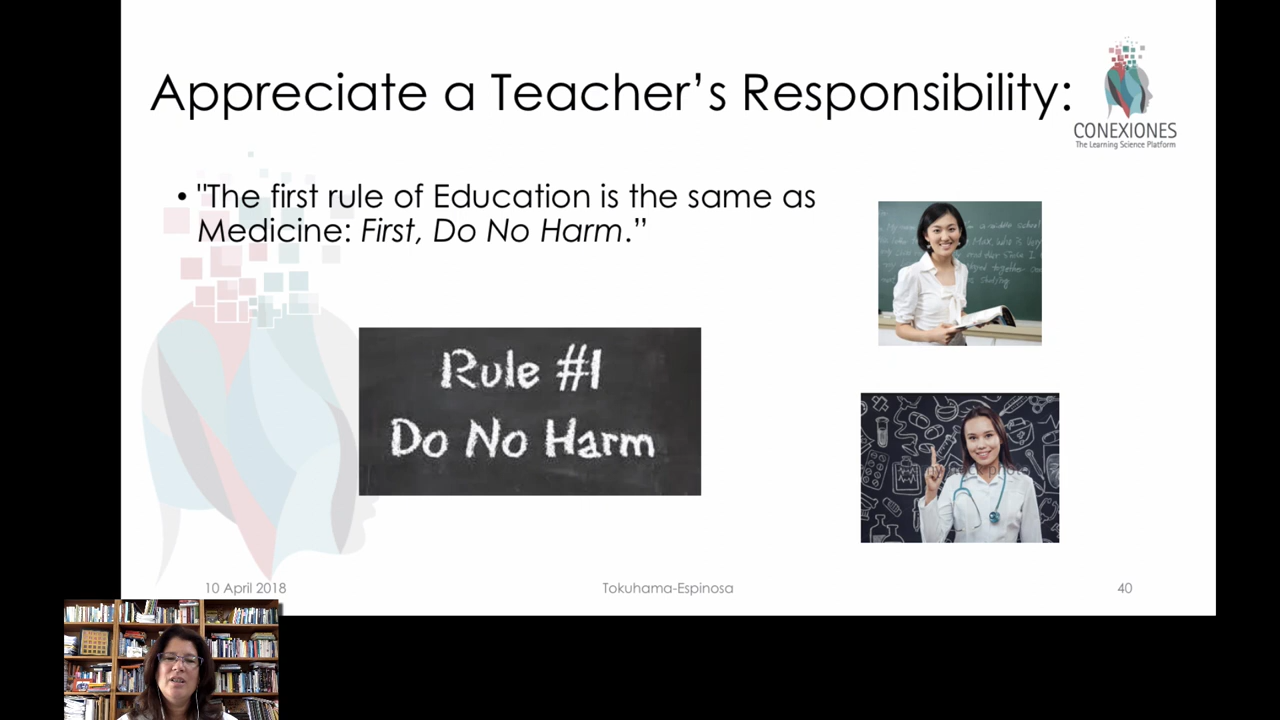 Appreciate a Teacher’s Responsibility:
CONEXIONES
The Learning Science Platform
• "The first rule of Education is the same as
Medicine: First, Do No Harm.”
Rule #1
Do No Harm
10 April 2018
Tokuhama-Espinosa
40